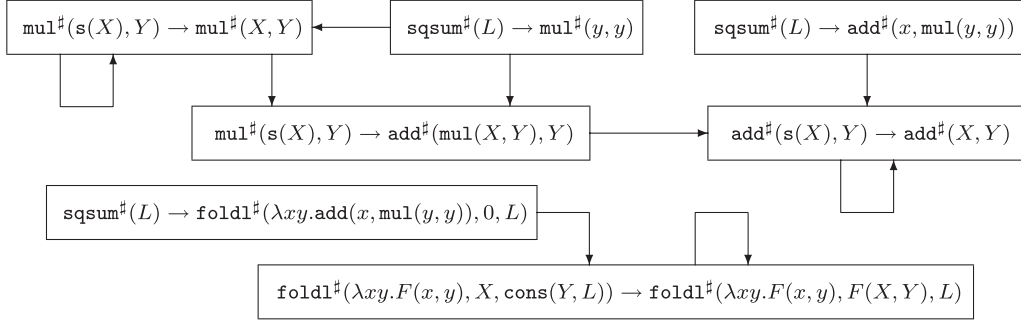 mul♯(s(X), Y) → mul♯(X, Y)
sqsum♯(L) → mul♯(y, y)
sqsum♯(L) → add♯(x, mul(y, y))
mul♯(s(X), Y) → add♯(mul(X, Y), Y)
add♯(s(X), Y) → add♯(X, Y)
sqsum♯(L) → foldl♯(λxy.add(x, mul(y, y)), 0, L)
foldl♯(λxy.F(x, y), X, cons(Y, L)) → foldl♯(λxy.F(x, y), F(X, Y), L)